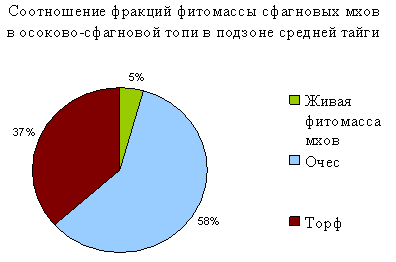 Соотношение фракций фитомассы сфагновых мхов
в осоково-сфагновой топи в подзоне средней тайги
5%
37%
58%
Живая
фитомасса
мхов
Очес
Торф